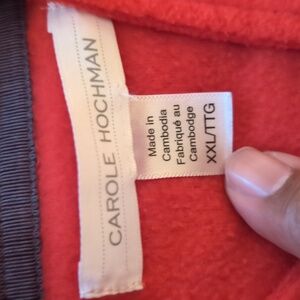 CAROLE HOCHMAN
Made in
Cambodia
Fabriqué au
Cambodge
XXL/TTG